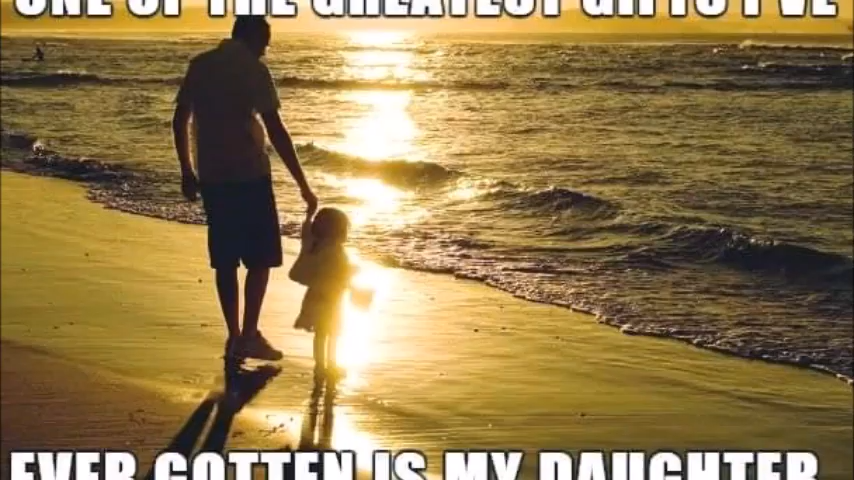 ONE OF THE GREATEST GIFTS I'VE
EVER GOTTEN IS MY DAUGHTER